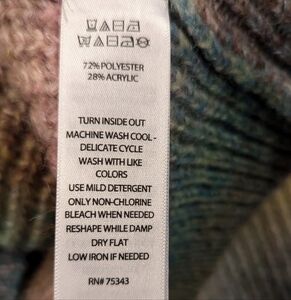 72% POLYESTER
28% ACRYLIC
TURN INSIDE OUT
MACHINE WASH COOL -
DELICATE CYCLE
WASH WITH LIKE
COLORS
USE MILD DETERGENT
ONLY NON-CHLORINE
BLEACH WHEN NEEDED
RESHAPE WHILE DAMP
DRY FLAT
LOW IRON IF NEEDED
RN# 75343